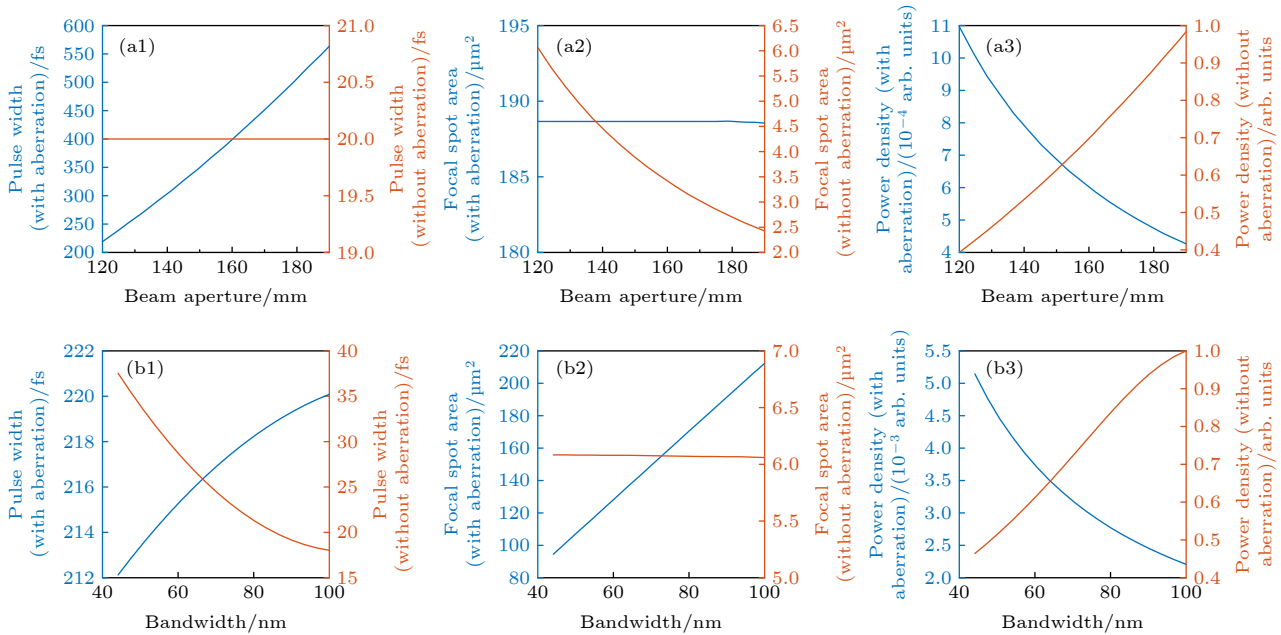 (a1)
600
550
500
450
400
350
300
250
200
21.0
20.5
20.0
19.5
19.0
120
140
160
180
Pulse width
(with aberration)/fs
Pulse width
(without aberration)/fs
Beam aperture/mm
(a2)
195
190
185
180
6.5
6.0
5.5
5.0
4.5
4.0
3.5
3.0
2.5
2.0
120
140
160
180
Focal spot area
(with aberration)/µm²
Focal spot area
(without aberration)/µm²
Beam aperture/mm
(a3)
11
10
9
8
7
6
5
4
1.0
0.9
0.8
0.7
0.6
0.5
0.4
120
140
160
180
Power density (with
aberration)/(10⁻⁴ arb. units)
Power density (without
aberration)/arb. units
Beam aperture/mm
(b1)
222
220
218
216
214
212
40
35
30
25
20
15
40
60
80
100
Pulse width
(with aberration)/fs
Pulse width
(without aberration)/fs
Bandwidth/nm
(b2)
220
200
180
160
140
120
100
80
7.0
6.5
6.0
5.5
5.0
40
60
80
100
Focal spot area
(with aberration)/µm²
Focal spot area
(without aberration)/µm²
Bandwidth/nm
(b3)
5.5
5.0
4.5
4.0
3.5
3.0
2.5
2.0
1.0
0.9
0.8
0.7
0.6
0.5
0.4
40
60
80
100
Power density (with
aberration)/(10⁻³ arb. units)
Power density (without
aberration)/arb. units
Bandwidth/nm